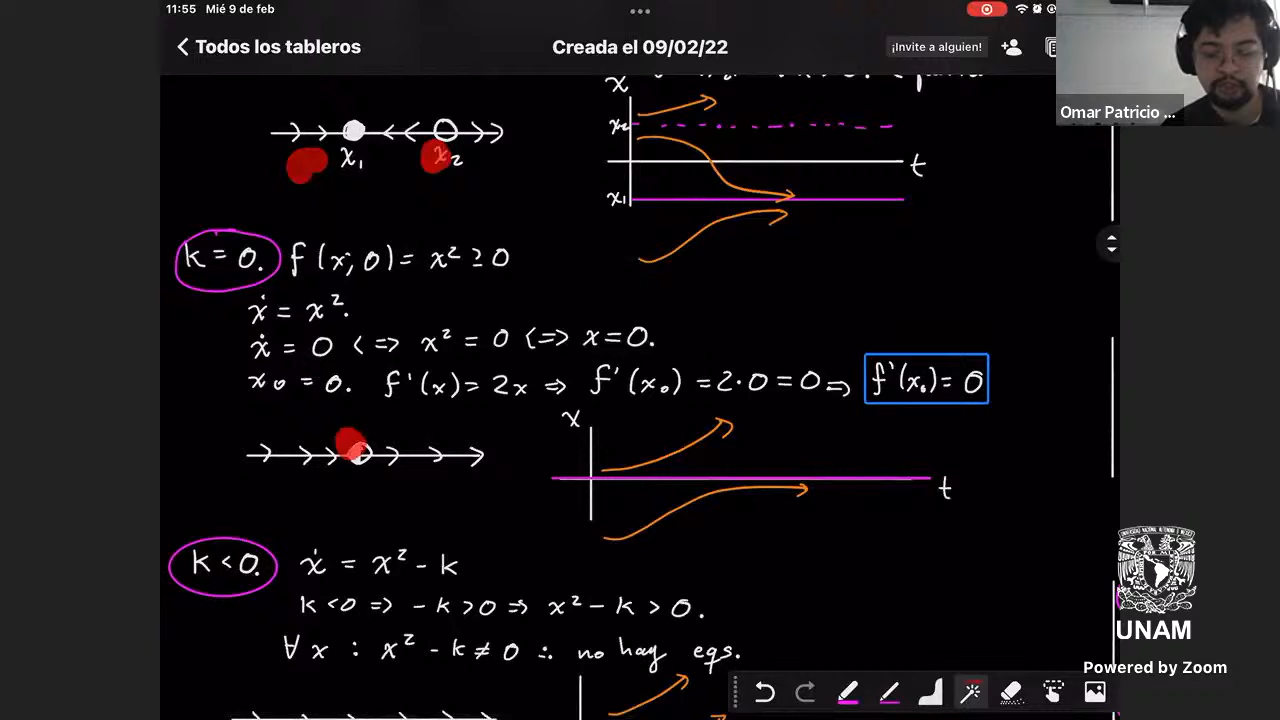 11:55 Mié 9 de feb
Todos los tableros
Creada el 09/02/22
¡Invite a alguien!
Omar Patricio ...
x
x₂
t
x₁
x₁ x₂
k = 0. f(x; 0) = x² ≥ 0
ẋ = x².
ẋ = 0 <=> x² = 0 <=> x = 0.
x₀ = 0. f'(x) = 2x => f'(x₀) = 2·0 = 0 => f'(x₀) = 0
x
t
k < 0. ẋ = x² - k
k < 0 => -k > 0 => x² - k > 0.
∀ x : x² - k ≠ 0 ∴ no hay eqs.
UNAM
Powered by Zoom